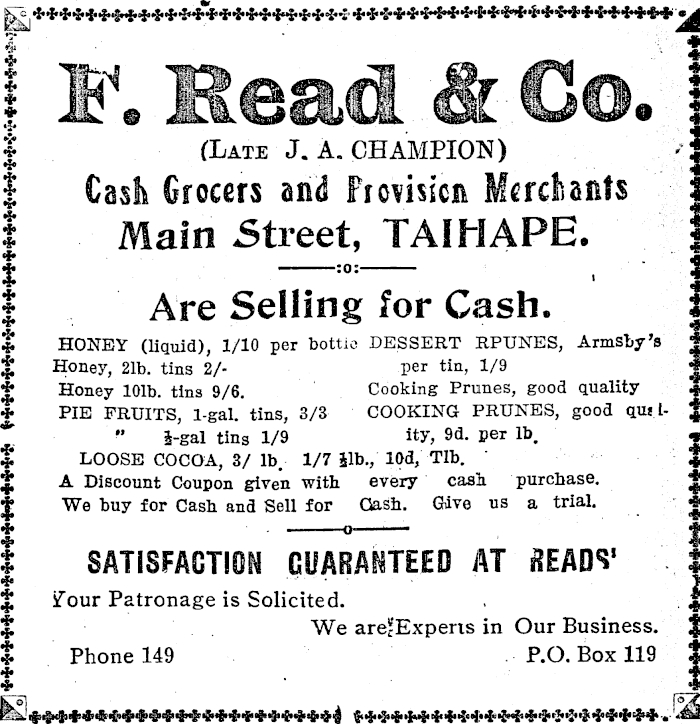 F. Read & Co.
(LATE J. A. CHAMPION)
Cash Grocers and Provision Merchants
Main Street, TAIHAPE.
:o:
Are Selling for Cash.
HONEY (liquid), 1/10 per bottle
Honey, 2lb. tins 2/-
Honey 10lb. tins 9/6.
PIE FRUITS, 1-gal. tins, 3/3
" ½-gal tins 1/9
DESSERT RPUNES, Armsby's
per tin, 1/9
Cooking Prunes, good quality
COOKING PRUNES, good qual-
ity, 9d. per lb.
LOOSE COCOA, 3/ lb. 1/7 ½lb., 10d, Tlb.
A Discount Coupon given with every cash purchase.
We buy for Cash and Sell for Cash. Give us a trial.
o
SATISFACTION GUARANTEED AT READS'
Your Patronage is Solicited.
We are Experts in Our Business.
Phone 149
P.O. Box 119